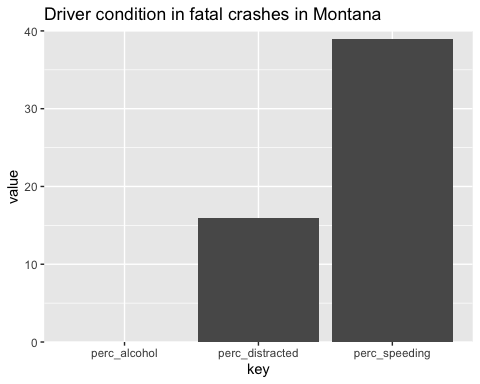 Driver condition in fatal crashes in Montana
40
30
20
10
0
value
perc_alcohol perc_distracted perc_speeding
key